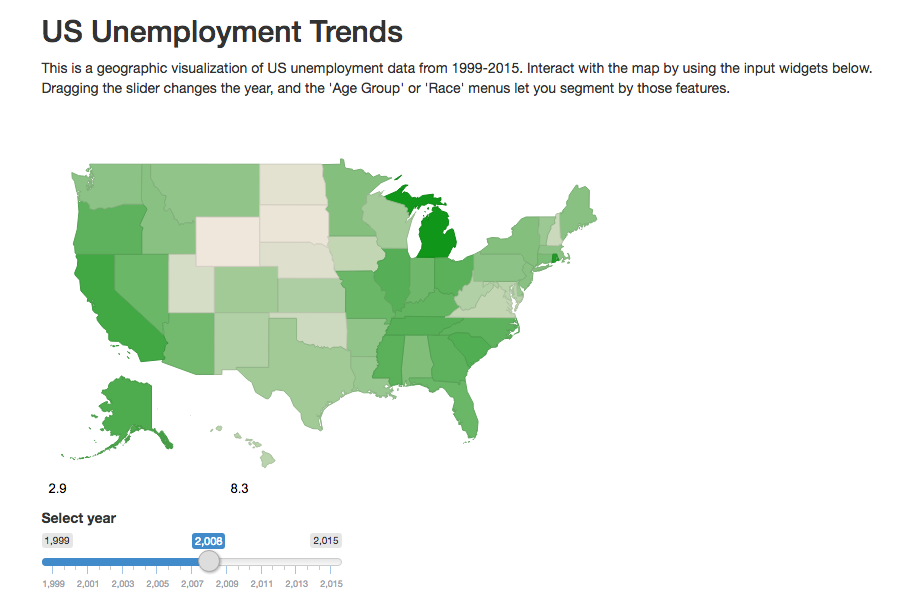 US Unemployment Trends
This is a geographic visualization of US unemployment data from 1999-2015. Interact with the map by using the input widgets below.
Dragging the slider changes the year, and the 'Age Group' or 'Race' menus let you segment by those features.
2.9 8.3
Select year
1,999 2,008 2,015
1,999 2,001 2,003 2,005 2,007 2,009 2,011 2,013 2,015